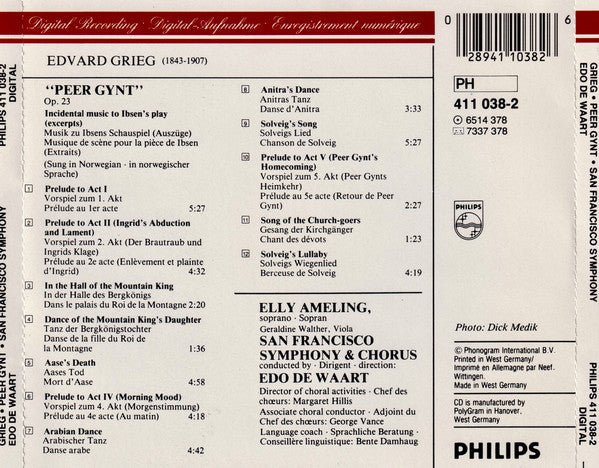 Digital Recording · Digital-Aufnahme · Enregistrement numérique
EDVARD GRIEG (1843-1907)
"PEER GYNT"
Op. 23
Incidental music to Ibsen's play
(excerpts)
Musik zu Ibsens Schauspiel (Auszüge)
Musique de scène pour la pièce de Ibsen
(Extraits)
(Sung in Norwegian · in norwegischer
Sprache)
1 Prelude to Act I
Vorspiel zum 1. Akt
Prélude au 1er acte 5:27
2 Prelude to Act II (Ingrid's Abduction
and Lament)
Vorspiel zum 2. Akt (Der Brautraub und
Ingrids Klage)
Prélude au 2e acte (Enlèvement et plainte
d'Ingrid) 4:32
3 In the Hall of the Mountain King
In der Halle des Bergkönigs
Dans le palais du Roi de la Montagne 2:20
4 Dance of the Mountain King's Daughter
Tanz der Bergkönigstochter
Danse de la fille du Roi de
la Montagne 1:36
5 Aase's Death
Aases Tod
Mort d'Aase 4:58
6 Prelude to Act IV (Morning Mood)
Vorspiel zum 4. Akt (Morgenstimmung)
Prélude au 4e acte (Au matin) 4:18
7 Arabian Dance
Arabischer Tanz
Danse arabe 4:42
8 Anitra's Dance
Anitras Tanz
Danse d'Anitra 3:33
9 Solveig's Song
Solveigs Lied
Chanson de Solveig 5:27
10 Prelude to Act V (Peer Gynt's
Homecoming)
Vorspiel zum 5. Akt (Peer Gynts
Heimkehr)
Prélude au 5e acte (Retour de Peer
Gynt) 2:27
11 Song of the Church-goers
Gesang der Kirchgänger
Chant des dévots 1:23
12 Solveig's Lullaby
Solveigs Wiegenlied
Berceuse de Solveig 4:19
ELLY AMELING,
soprano · Sopran
Geraldine Walther, Viola
SAN FRANCISCO
SYMPHONY & CHORUS
conducted by · Dirigent · direction:
EDO DE WAART
Director of choral activities · Chef des
chœurs: Margaret Hillis
Associate choral conductor · Adjoint du
Chef des chœurs: George Vance
Language coach · Sprachliche Beratung ·
Conseillère linguistique: Bente Damhaug
0 28941 10382 6
PH
411 038-2
6514 378
7337 378
PHILIPS
Photo: Dick Medik
© Phonogram International B.V.
Printed in West Germany/
Imprimé en Allemagne par Neef.
Wittingen.
Made in West Germany
CD is manufactured by
PolyGram in Hanover.
West Germany
PHILIPS
GRIEG • PEER GYNT • SAN FRANCISCO SYMPHONY
EDO DE WAART
PHILIPS 411 038-2
DIGITAL
GRIEG • PEER GYNT • SAN FRANCISCO SYMPHONY
EDO DE WAART
PHILIPS 411 038-2
DIGITAL